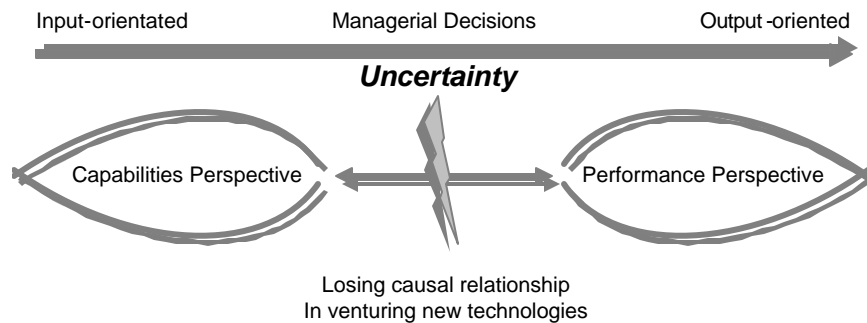 Input-orientated Managerial Decisions Output-oriented
Uncertainty
Capabilities Perspective Performance Perspective
Losing causal relationship
In venturing new technologies